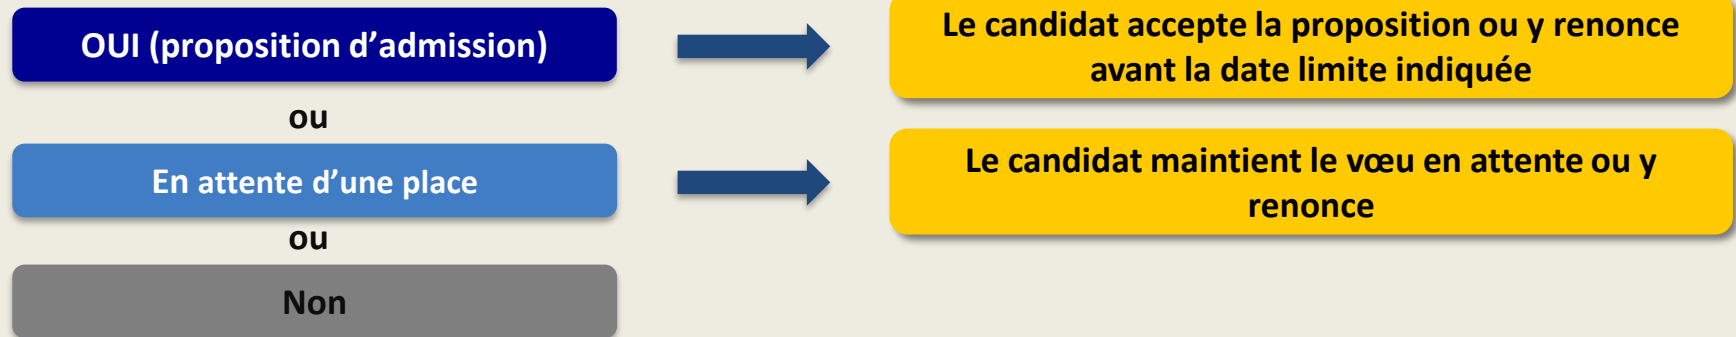 OUI (proposition d’admission)
Le candidat accepte la proposition ou y renonce
avant la date limite indiquée
ou
En attente d’une place
Le candidat maintient le vœu en attente ou y
renonce
ou
Non